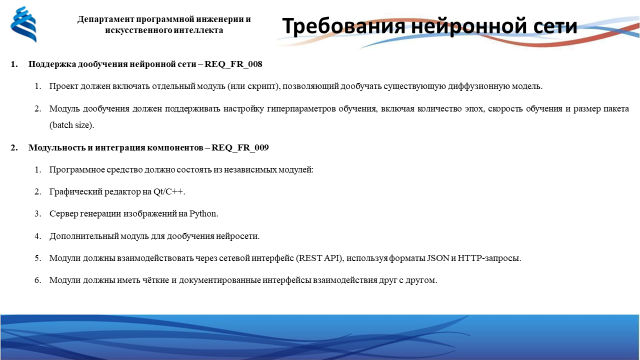 Департамент программной инженерии и
искусственного интеллекта
Требования нейронной сети
1. Поддержка дообучения нейронной сети – REQ_FR_008
1. Проект должен включать отдельный модуль (или скрипт), позволяющий дообучать существующую диффузионную модель.
2. Модуль дообучения должен поддерживать настройку гиперпараметров обучения, включая количество эпох, скорость обучения и размер пакета
(batch size).
2. Модульность и интеграция компонентов – REQ_FR_009
1. Программное средство должно состоять из независимых модулей:
2. Графический редактор на Qt/C++.
3. Сервер генерации изображений на Python.
4. Дополнительный модуль для дообучения нейросети.
5. Модули должны взаимодействовать через сетевой интерфейс (REST API), используя форматы JSON и HTTP-запросы.
6. Модули должны иметь чёткие и документированные интерфейсы взаимодействия друг с другом.